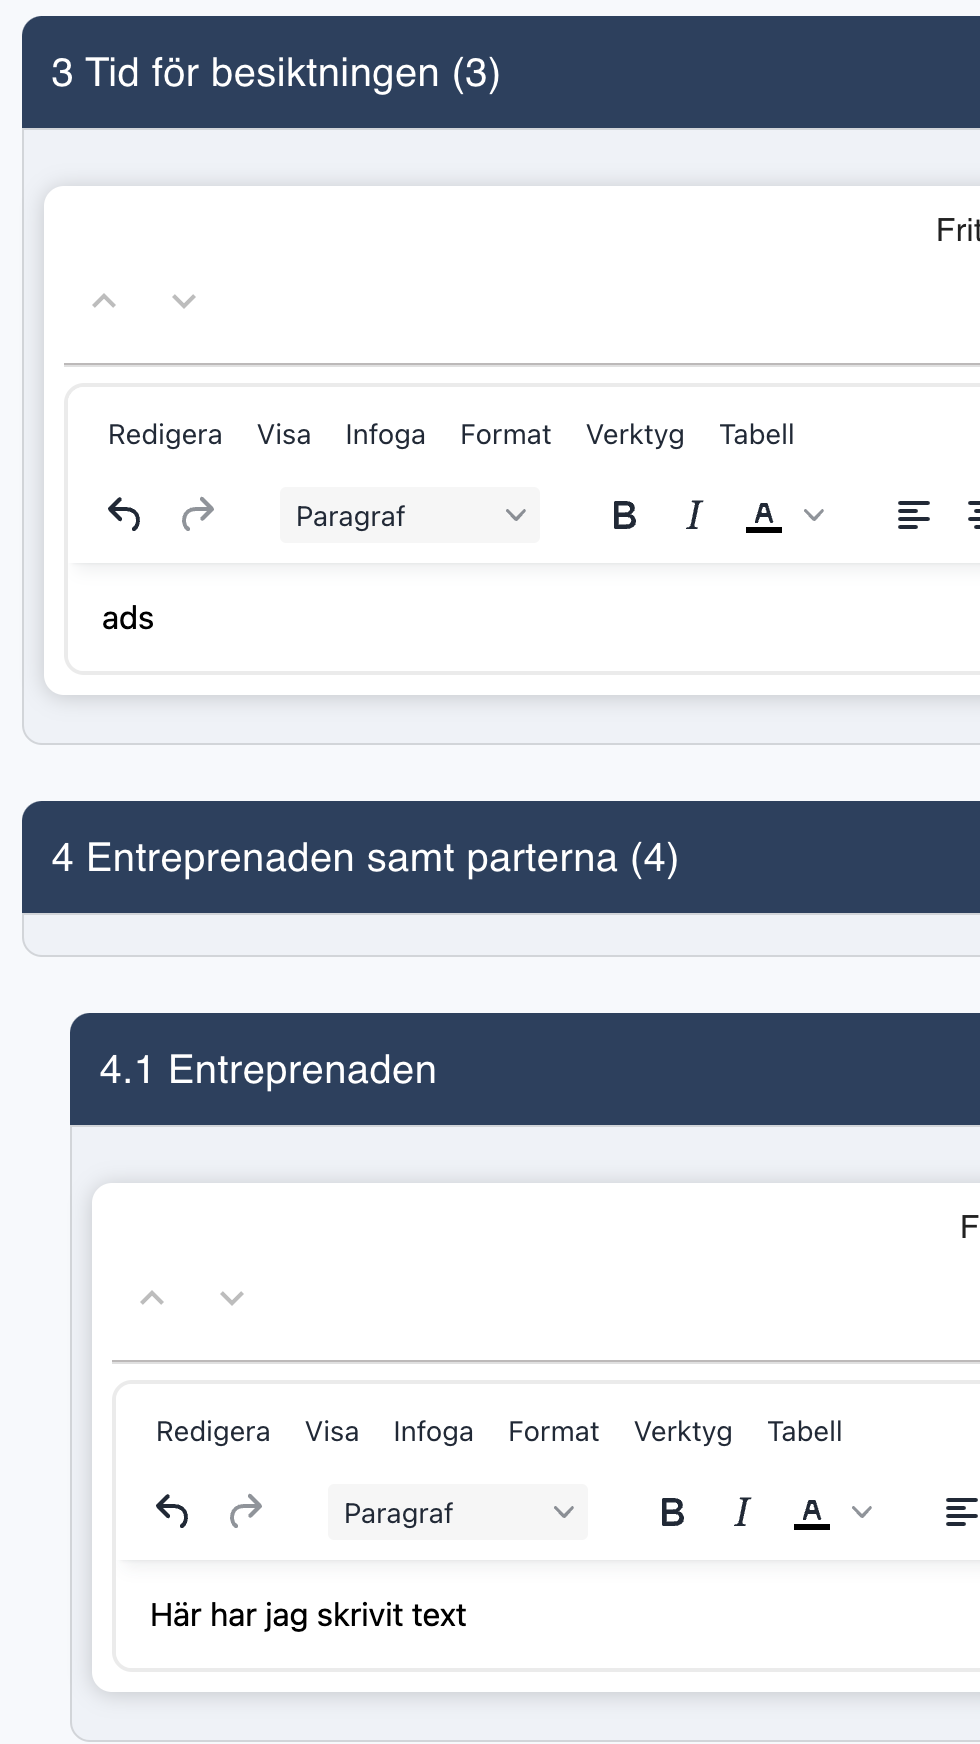 3 Tid för besiktningen (3)
Frit
Redigera Visa Infoga Format Verktyg Tabell
Paragraf B I A
ads
4 Entreprenaden samt parterna (4)
4.1 Entreprenaden
F
Redigera Visa Infoga Format Verktyg Tabell
Paragraf B I A
Här har jag skrivit text